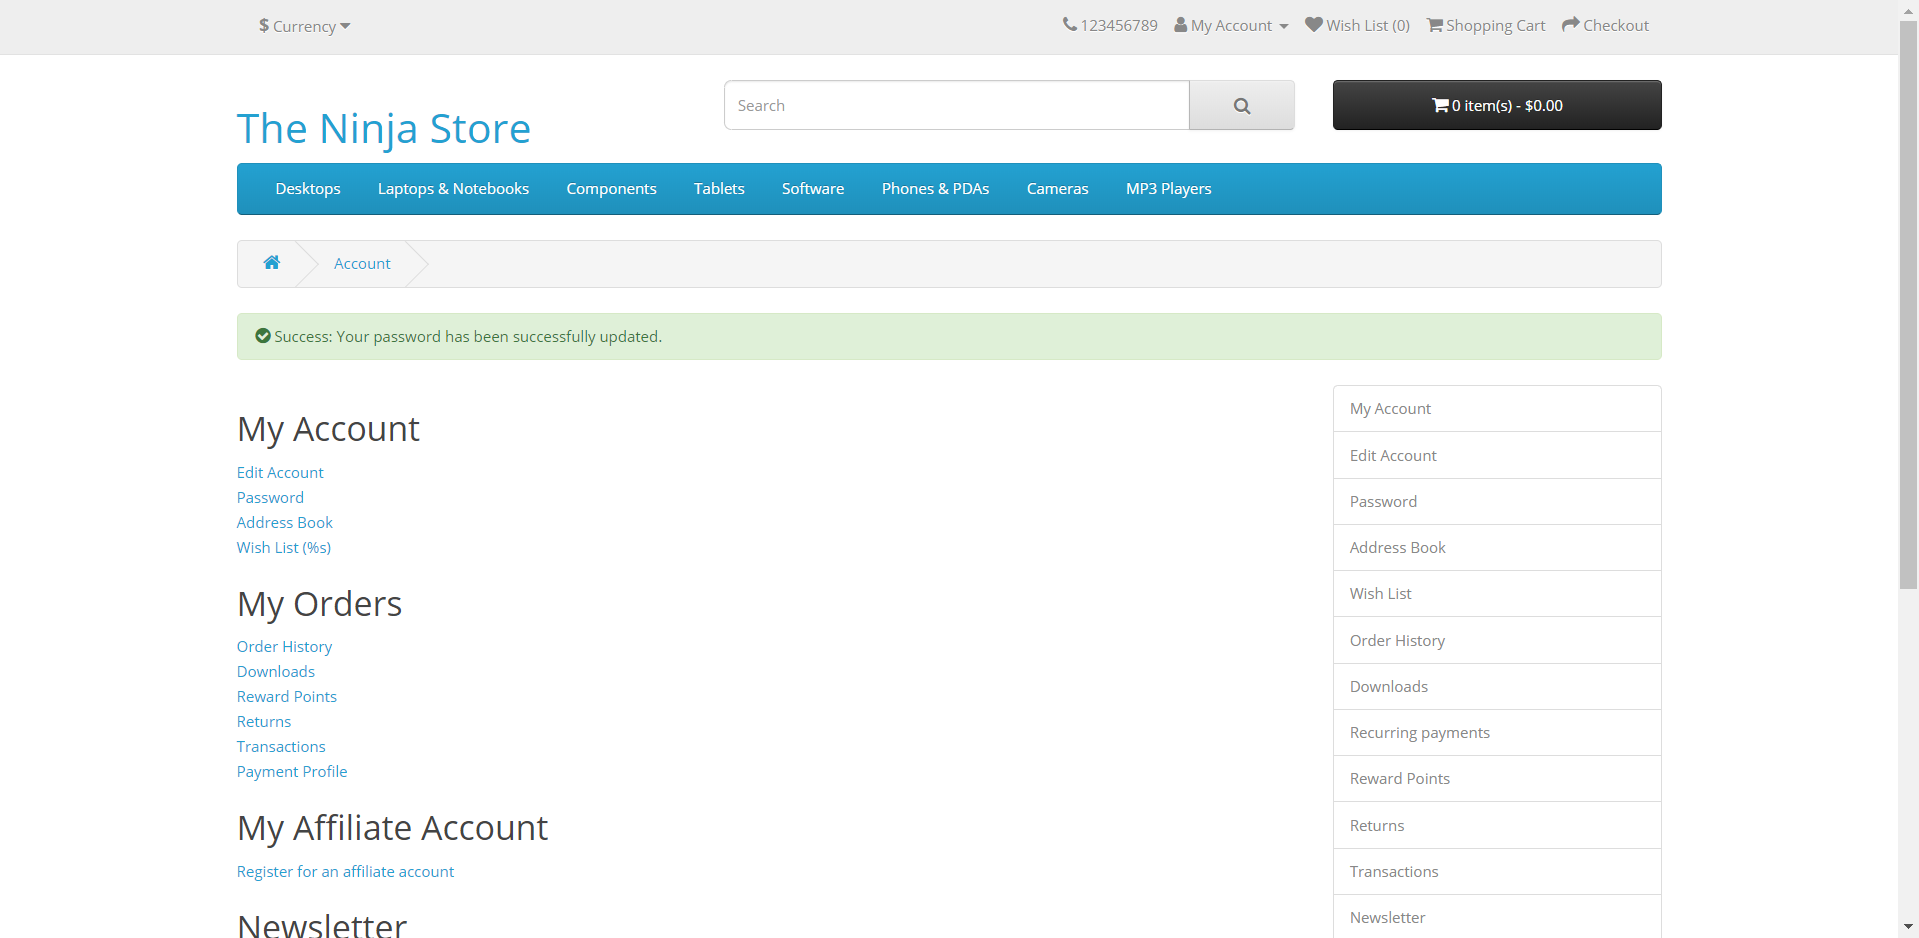 $ Currency
123456789 My Account Wish List (0) Shopping Cart Checkout
The Ninja Store
Search
0 item(s) - $0.00
Desktops Laptops & Notebooks Components Tablets Software Phones & PDAs Cameras MP3 Players
Account
Success: Your password has been successfully updated.
My Account
Edit Account
Password
Address Book
Wish List (%s)
My Orders
Order History
Downloads
Reward Points
Returns
Transactions
Payment Profile
My Affiliate Account
Register for an affiliate account
Newsletter
My Account
Edit Account
Password
Address Book
Wish List
Order History
Downloads
Recurring payments
Reward Points
Returns
Transactions
Newsletter